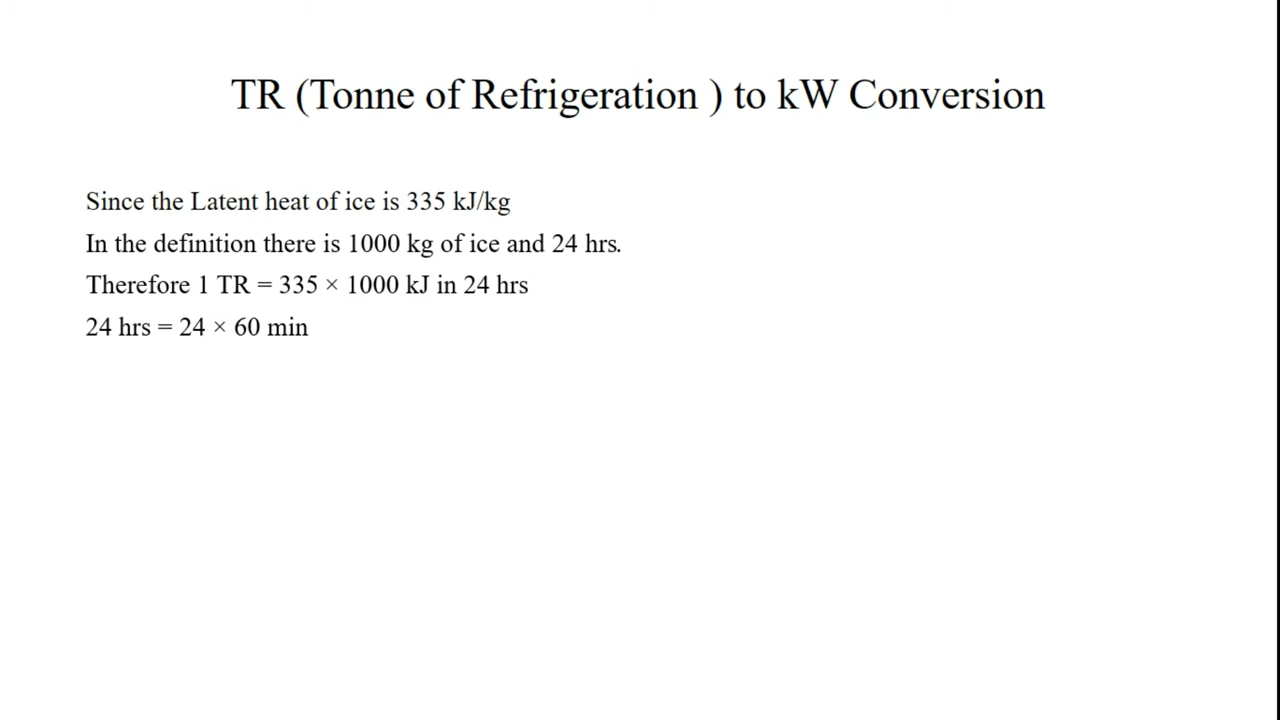 TR (Tonne of Refrigeration ) to kW Conversion
Since the Latent heat of ice is 335 kJ/kg
In the definition there is 1000 kg of ice and 24 hrs.
Therefore 1 TR = 335 × 1000 kJ in 24 hrs
24 hrs = 24 × 60 min